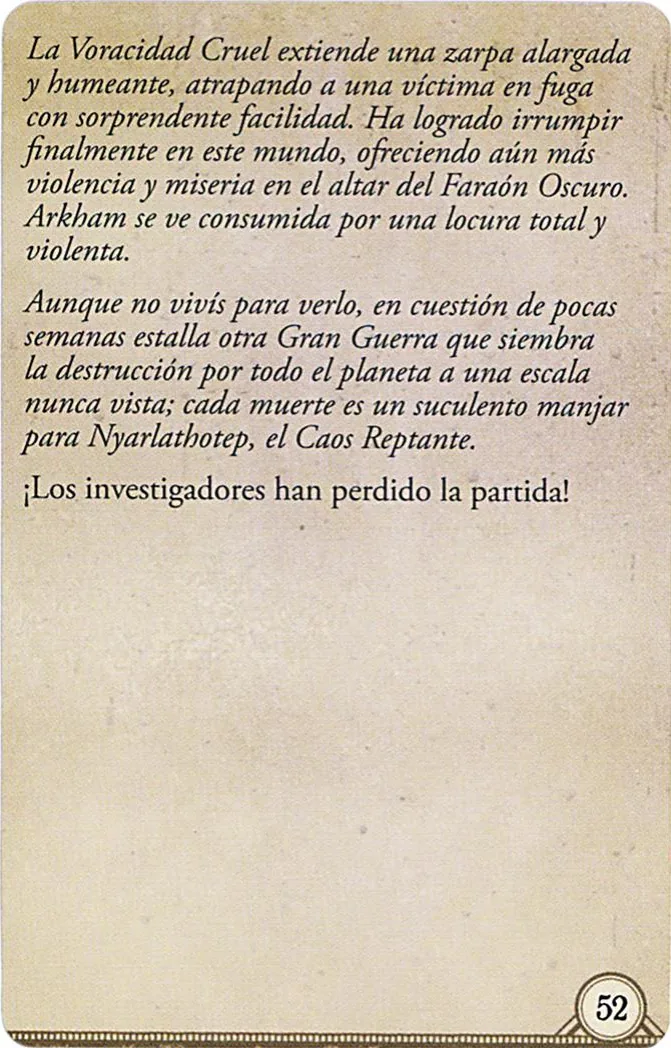 La Voracidad Cruel extiende una zarpa alargada
y humeante, atrapando a una víctima en fuga
con sorprendente facilidad. Ha logrado irrumpir
finalmente en este mundo, ofreciendo aún más
violencia y miseria en el altar del Faraón Oscuro.
Arkham se ve consumida por una locura total y
violenta.
Aunque no vivís para verlo, en cuestión de pocas
semanas estalla otra Gran Guerra que siembra
la destrucción por todo el planeta a una escala
nunca vista; cada muerte es un suculento manjar
para Nyarlathotep, el Caos Reptante.
¡Los investigadores han perdido la partida!
52